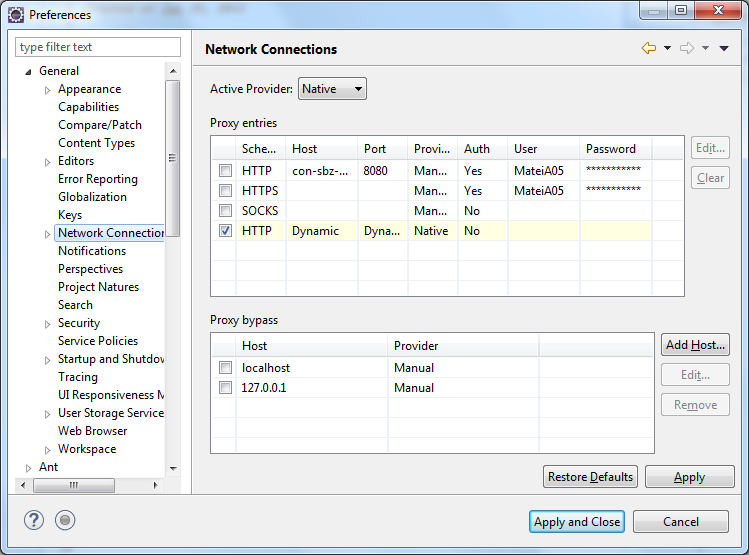 Preferences
type filter text
General
Appearance
Capabilities
Compare/Patch
Content Types
Editors
Error Reporting
Globalization
Keys
Network Connection
Notifications
Perspectives
Project Natures
Search
Security
Service Policies
Startup and Shutdov
Tracing
UI Responsiveness M
User Storage Service
Web Browser
Workspace
Ant
Network Connections
Active Provider: Native
Proxy entries
Sche... Host Port Provi... Auth User Password
HTTP con-sbz-... 8080 Man... Yes MateiA05 ***********
HTTPS Man... Yes MateiA05 ***********
SOCKS Man... No
HTTP Dynamic Dyna... Native No
Edit...
Clear
Proxy bypass
Host Provider
localhost Manual
127.0.0.1 Manual
Add Host...
Edit...
Remove
Restore Defaults Apply
Apply and Close Cancel